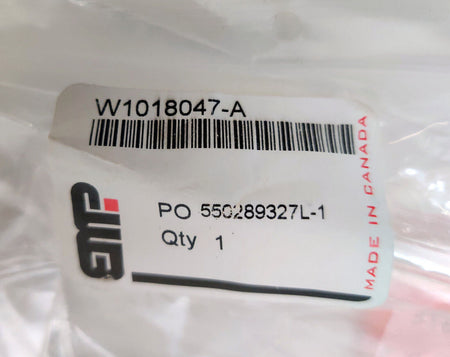 W1018047-A
PO 550289327L-1
Qty 1
MADE IN CANADA